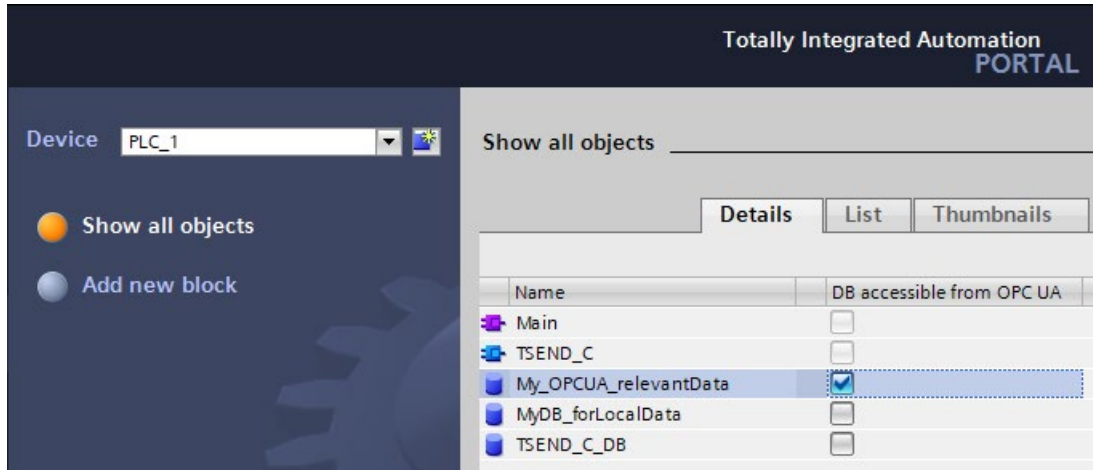 Totally Integrated Automation
PORTAL
Device PLC_1
Show all objects
Add new block
Show all objects
Details List Thumbnails
Name DB accessible from OPC UA
Main
TSEND_C
My_OPCUA_relevantData
MyDB_forLocalData
TSEND_C_DB